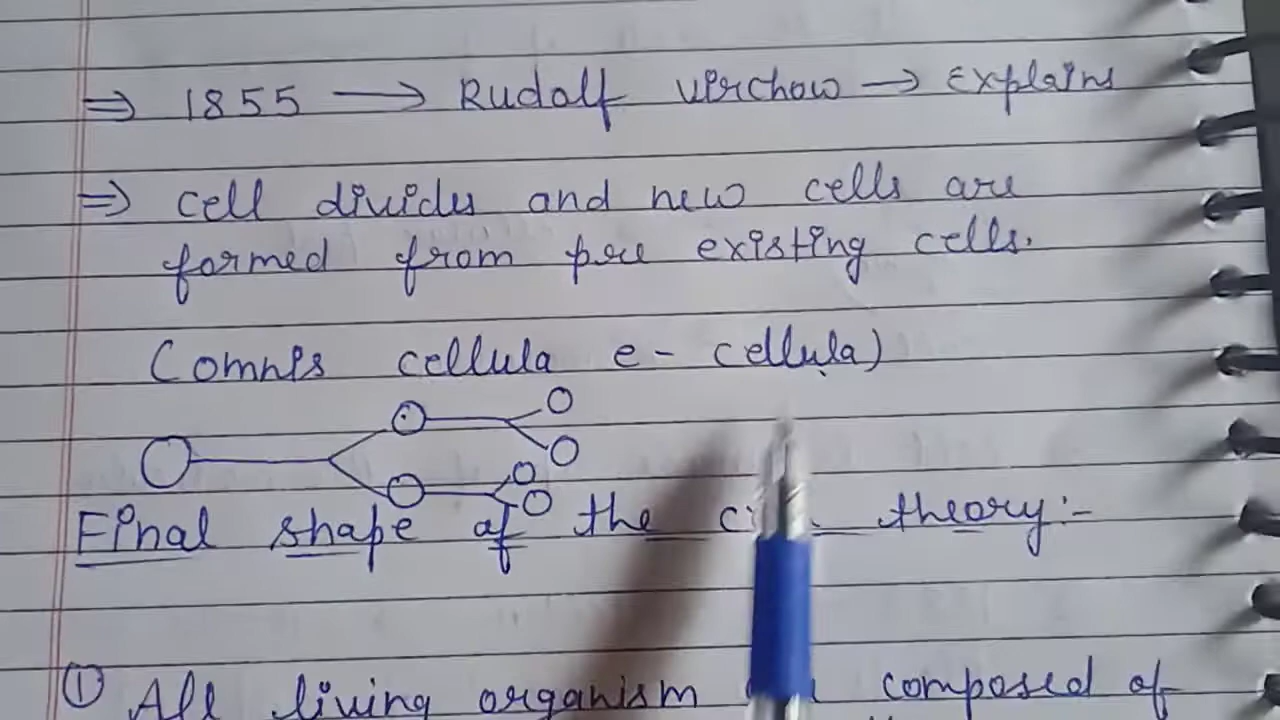 ⇒ 1855 → Rudolf virchow → Explains
⇒ cell divides and new cells are
formed from pre existing cells.
(omnis cellula e - cellula)
Final shape of the theory:-
① All living organism composed of